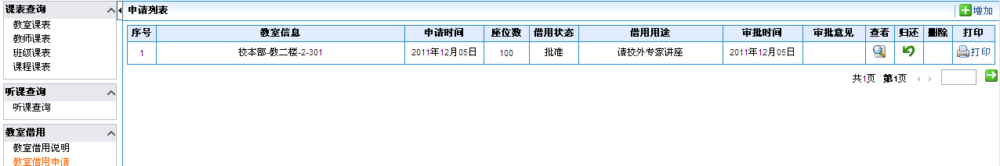 课表查询
教室课表
教师课表
班级课表
课程课表
听课查询
听课查询
教室借用
教室借用说明
教室借用申请
申请列表 增加
序号 教室信息 申请时间 座位数 借用状态 借用用途 审批时间 审批意见 查看 归还 删除 打印
1 校本部-教二楼-2-301 2011年12月05日 100 批准 请校外专家讲座 2011年12月05日 打印
共1页 第1页